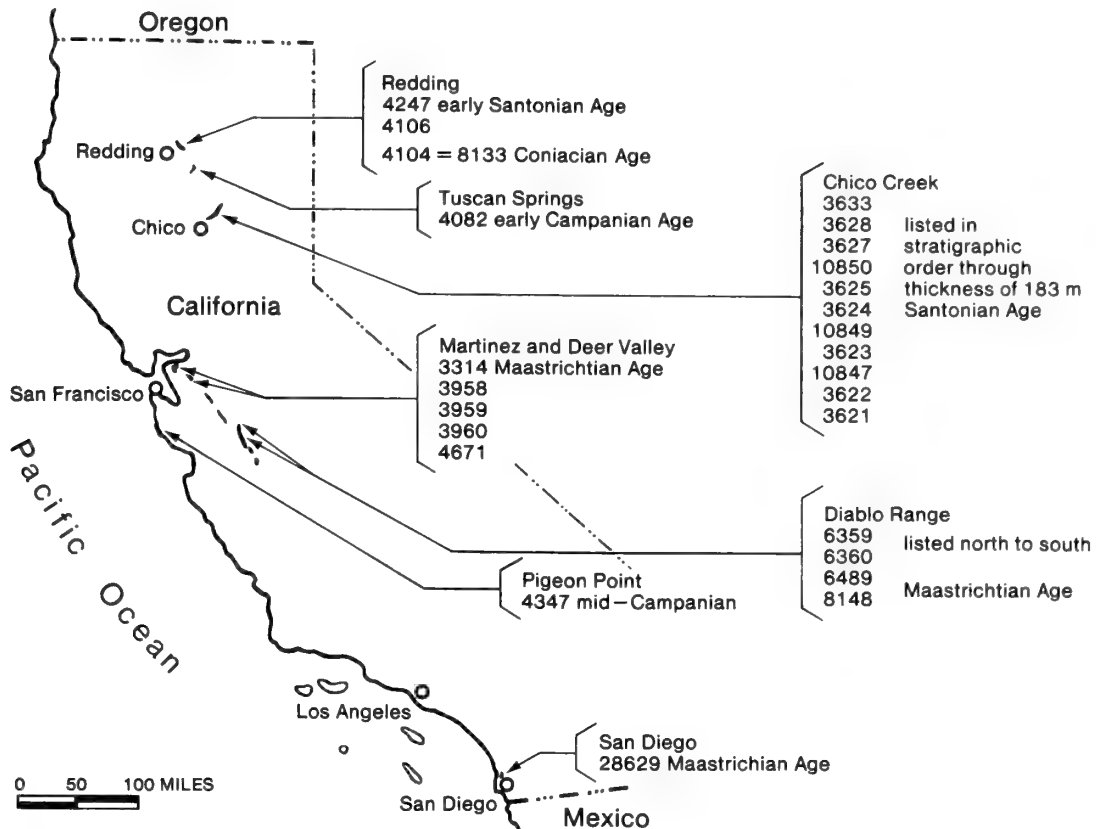 Oregon
Redding
4247 early Santonian Age
4106
4104 = 8133 Coniacian Age
Redding
Tuscan Springs
4082 early Campanian Age
Chico
Chico Creek
3633
3628 listed in
3627 stratigraphic
10850 order through
3625 thickness of 183 m
3624 Santonian Age
10849
3623
10847
3622
3621
California
Martinez and Deer Valley
3314 Maastrichtian Age
3958
3959
3960
4671
San Francisco
Pacific Ocean
Diablo Range
6359 listed north to south
6360
6489 Maastrichtian Age
8148
Pigeon Point
4347 mid–Campanian
Los Angeles
San Diego
28629 Maastrichian Age
0 50 100 MILES
San Diego
Mexico